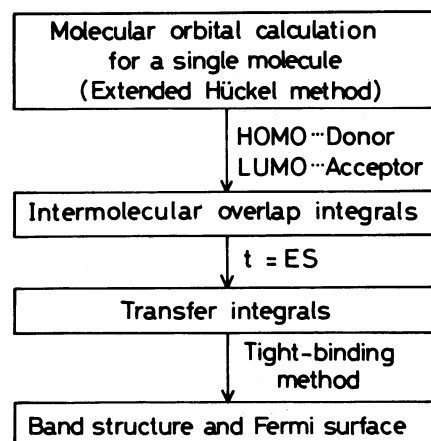 Molecular orbital calculation
for a single molecule
(Extended Hückel method)
HOMO···Donor
LUMO···Acceptor
Intermolecular overlap integrals
t = ES
Transfer integrals
Tight-binding
method
Band structure and Fermi surface